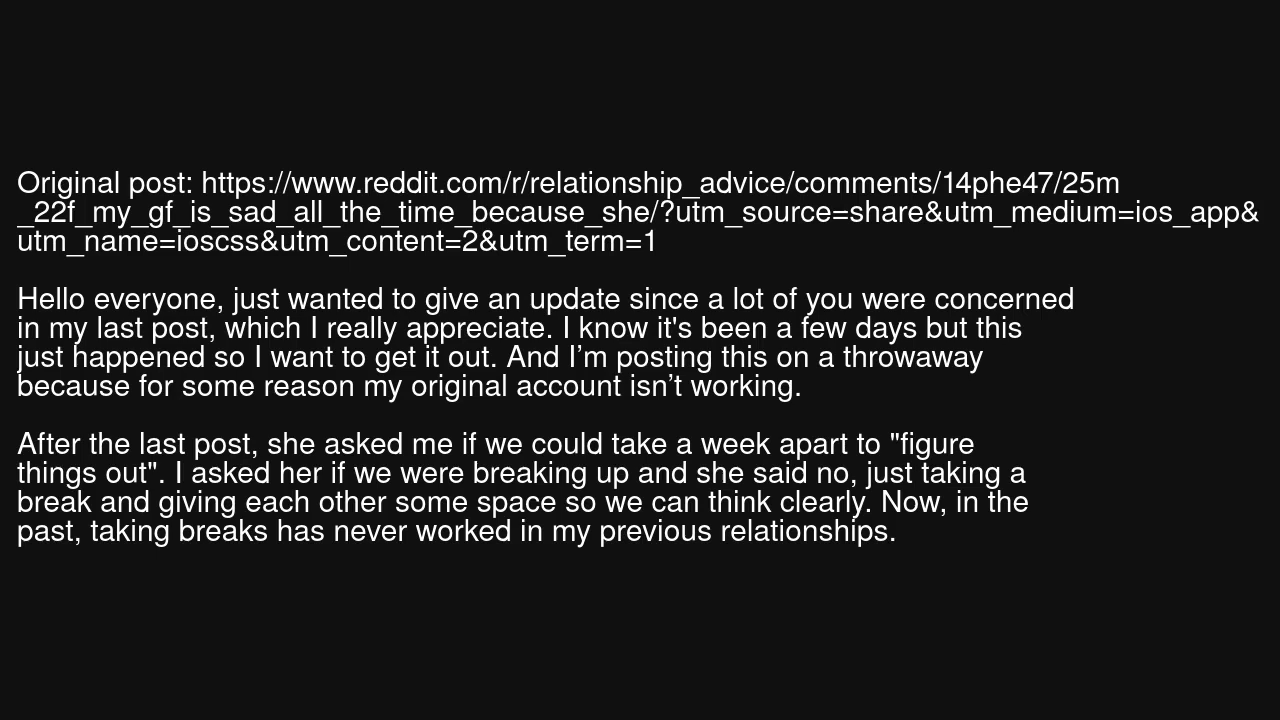 Original post: https://www.reddit.com/r/relationship_advice/comments/14phe47/25m
_22f_my_gf_is_sad_all_the_time_because_she/?utm_source=share&utm_medium=ios_app&
utm_name=ioscss&utm_content=2&utm_term=1
Hello everyone, just wanted to give an update since a lot of you were concerned
in my last post, which I really appreciate. I know it's been a few days but this
just happened so I want to get it out. And I’m posting this on a throwaway
because for some reason my original account isn’t working.
After the last post, she asked me if we could take a week apart to "figure
things out". I asked her if we were breaking up and she said no, just taking a
break and giving each other some space so we can think clearly. Now, in the
past, taking breaks has never worked in my previous relationships.